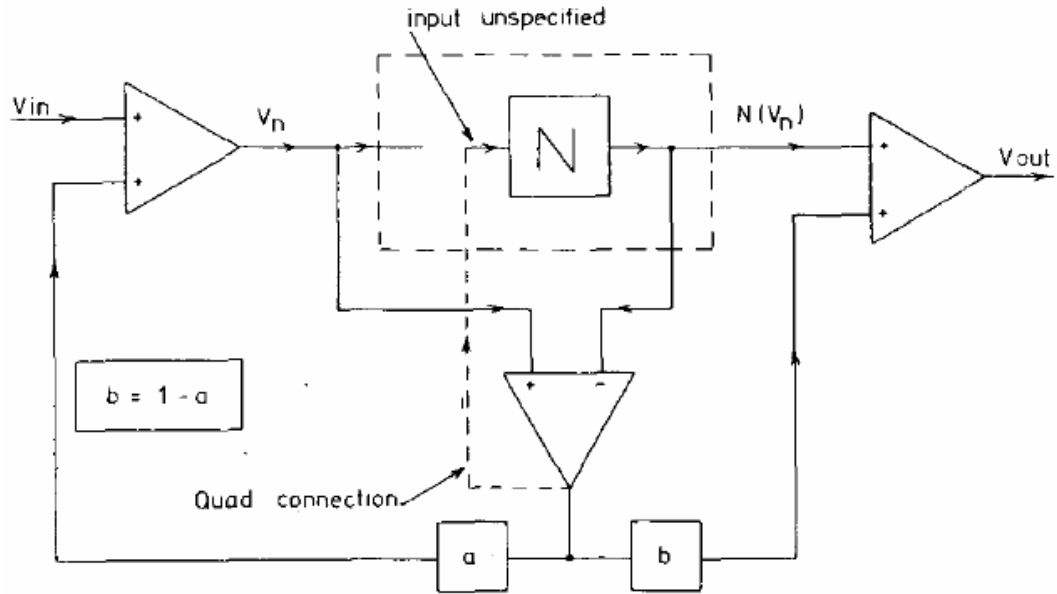 input unspecified
Vin
Vn
N
N(Vn)
Vout
+
+
+
+
+ -
b = 1 - a
Quad connection
a
b